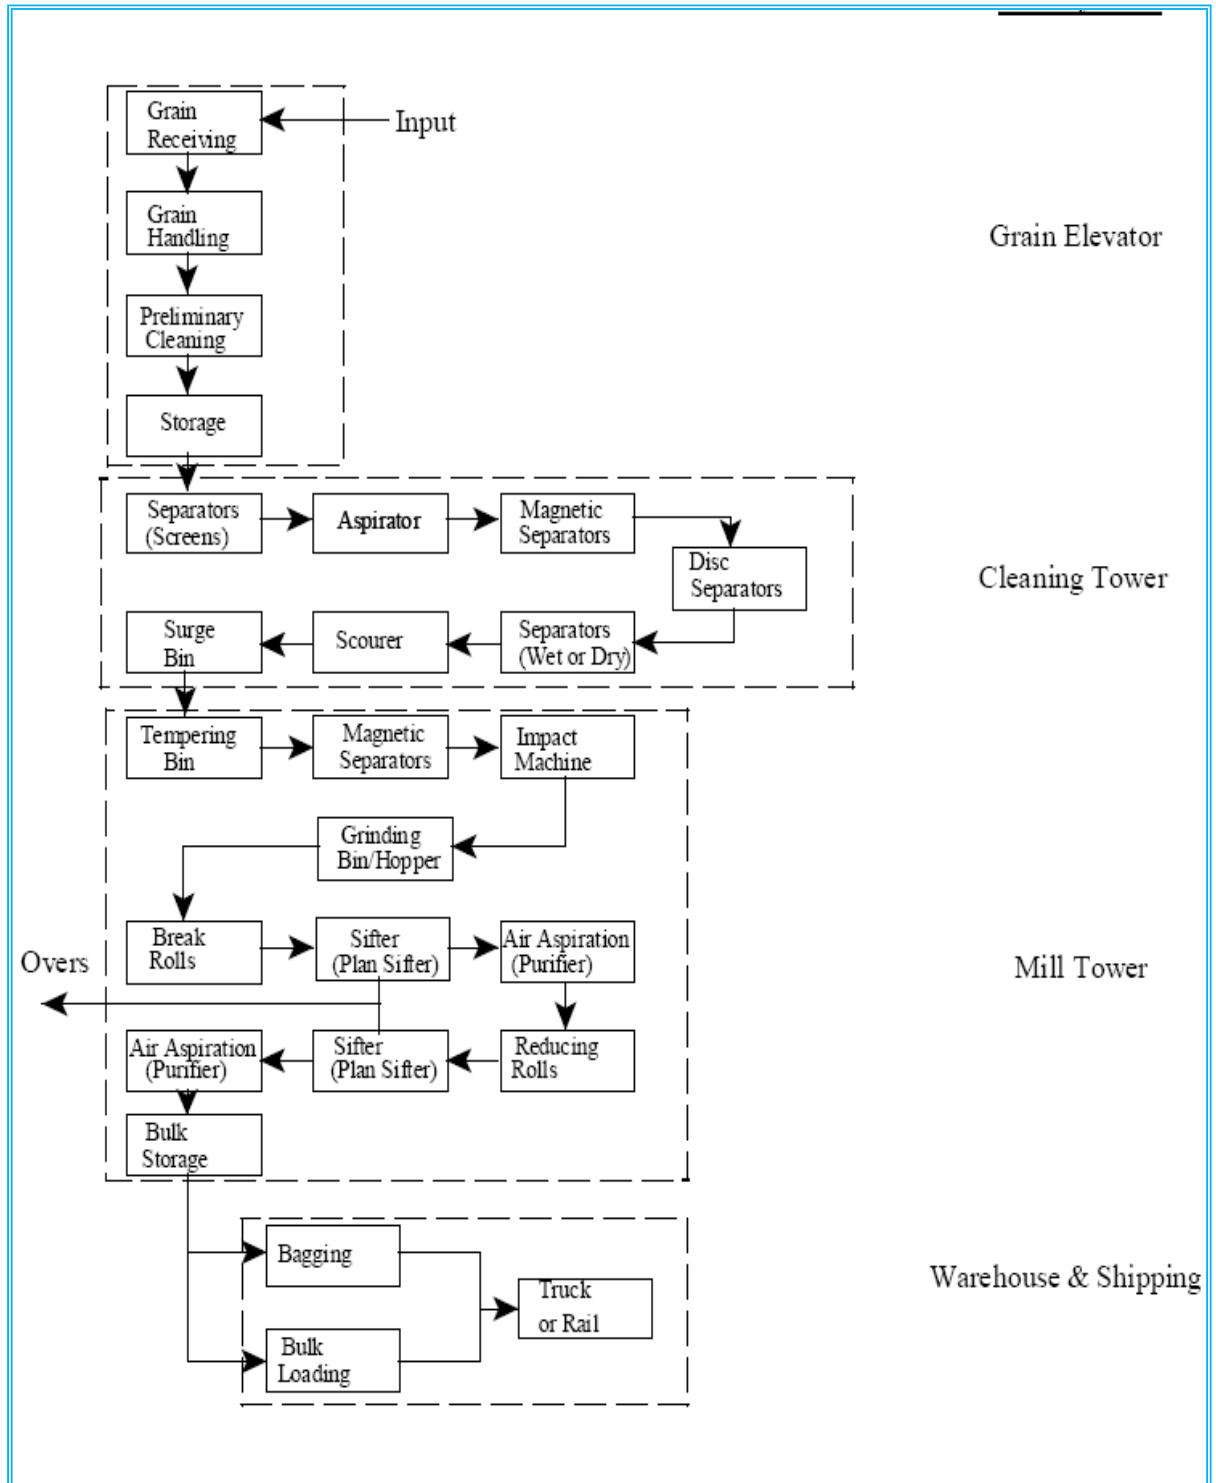 Grain
Receiving
Input
Grain
Handling
Grain Elevator
Preliminary
Cleaning
Storage
Separators
(Screens)
Aspirator
Magnetic
Separators
Disc
Separators
Cleaning Tower
Surge
Bin
Scourer
Separators
(Wet or Dry)
Tempering
Bin
Magnetic
Separators
Impact
Machine
Grinding
Bin/Hopper
Break
Rolls
Sifter
(Plan Sifter)
Air Aspiration
(Purifier)
Overs
Mill Tower
Air Aspiration
(Purifier)
Sifter
(Plan Sifter)
Reducing
Rolls
Bulk
Storage
Bagging
Truck
or Rail
Warehouse & Shipping
Bulk
Loading